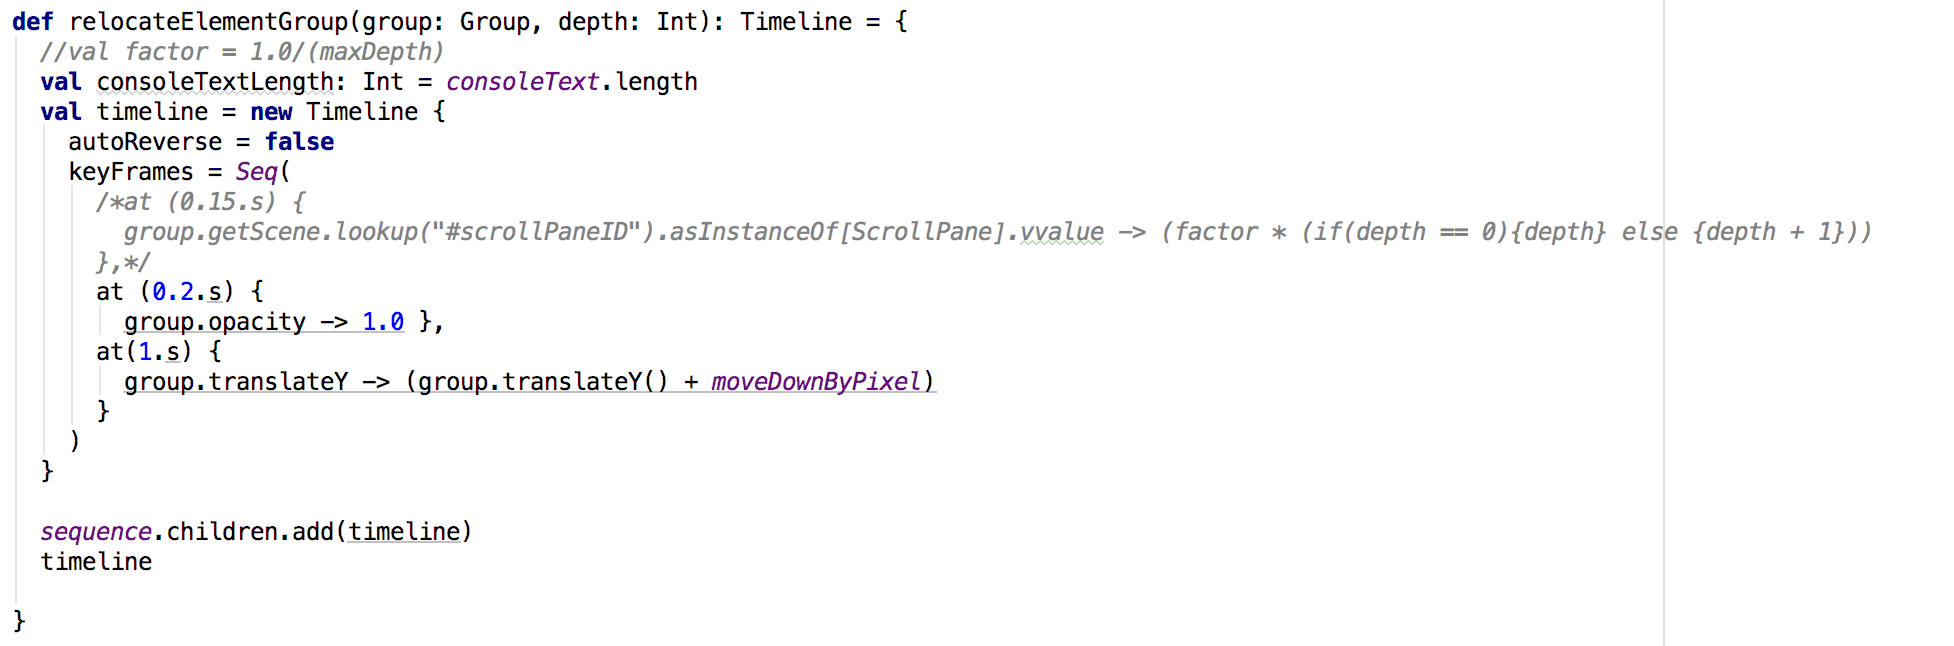 def relocateElementGroup(group: Group, depth: Int): Timeline = {
  //val factor = 1.0/(maxDepth)
  val consoleTextLength: Int = consoleText.length
  val timeline = new Timeline {
    autoReverse = false
    keyFrames = Seq(
      /*at (0.15.s) {
        group.getScene.lookup("#scrollPaneID").asInstanceOf[ScrollPane].vvalue -> (factor * (if(depth == 0){depth} else {depth + 1}))
      },*/
      at (0.2.s) {
        group.opacity -> 1.0 },
      at(1.s) {
        group.translateY -> (group.translateY() + moveDownByPixel)
      }
    )
  }

  sequence.children.add(timeline)
  timeline

}